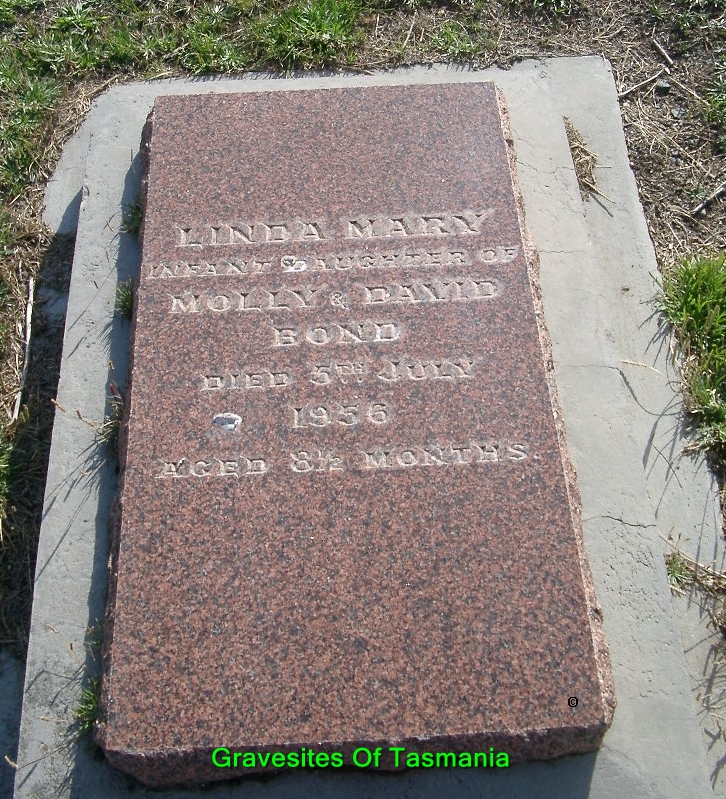 LINDA MARY
INFANT DAUGHTER OF
MOLLY & DAVID
BOND
DIED 5TH JULY
1956
AGED 8½ MONTHS.
©
Gravesites Of Tasmania